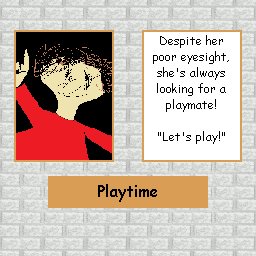 Despite her
poor eyesight,
she's always
looking for a
playmate!
"Let's play!"
Playtime